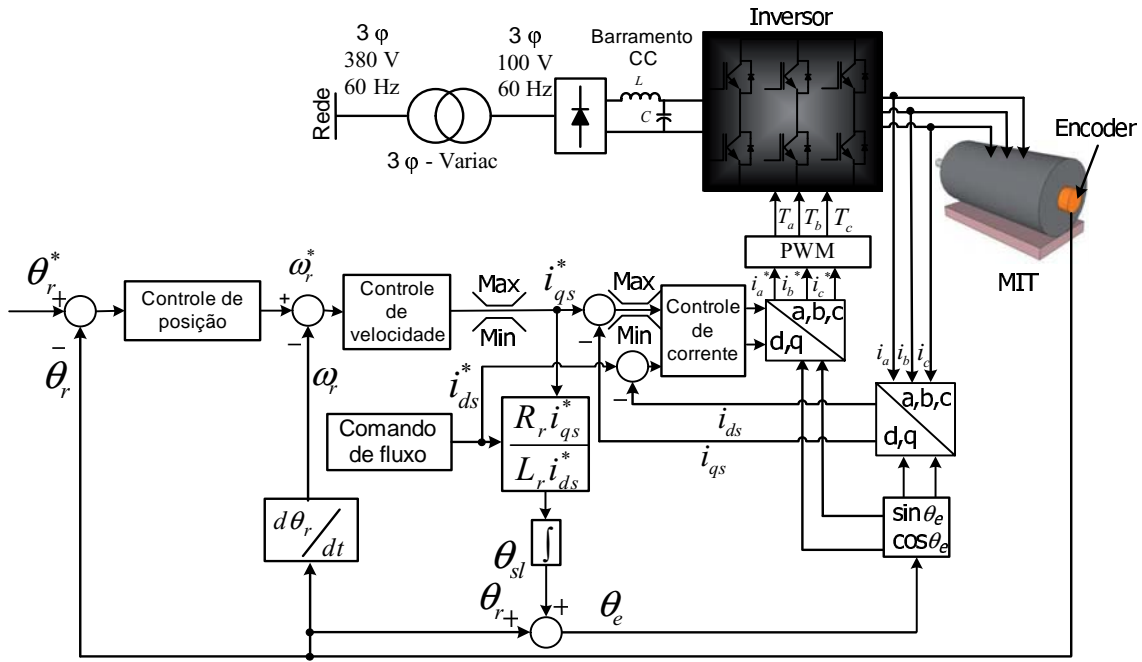 Inversor
3 φ
380 V
60 Hz
3 φ
100 V
60 Hz
Barramento
CC
L
C
Rede
3 φ - Variac
Encoder
MIT
T_a T_b T_c
PWM
i_a^* i_b^* i_c^*
a,b,c
d,q
θ_r^*
+
−
θ_r
Controle de
posição
ω_r^*
+
−
ω_r
Controle
de
velocidade
Max
Min
i_qs^*
Max
Min
−
Controle
de
corrente
i_ds^*
−
i_a i_b i_c
a,b,c
d,q
i_ds
i_qs
Comando
de fluxo
R_r i_qs^*
L_r i_ds^*
sin θ_e
cos θ_e
dθ_r / dt
∫
θ_sl
θ_r
+
+
θ_e